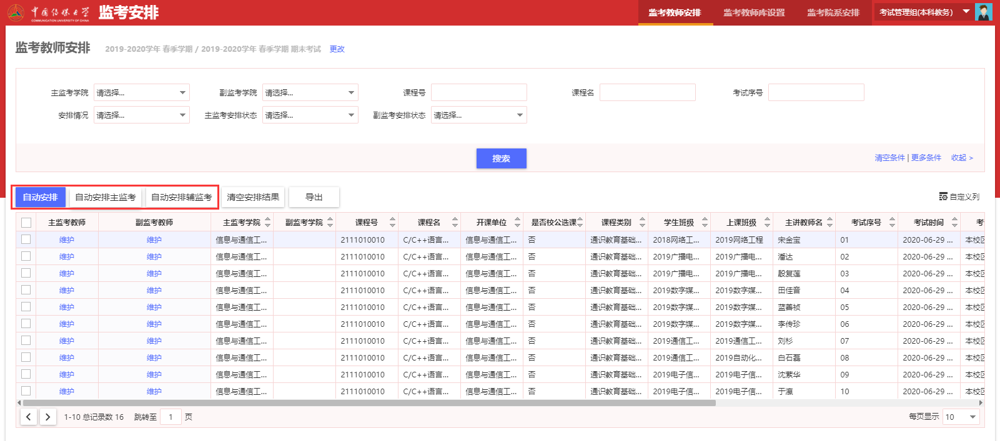 中国传媒大学 监考安排 监考教师安排 监考教师库设置 监考院系安排 考试管理组(本科教务)
COMMUNICATION UNIVERSITY OF CHINA
监考教师安排 2019-2020学年 春季学期 / 2019-2020学年 春季学期 期末考试 更改
主监考学院 请选择... 副监考学院 请选择... 课程号 课程名 考试序号
安排情况 请选择... 主监考安排状态 请选择... 副监考安排状态 请选择...
搜索 清空条件 | 更多条件 收起 >
自动安排 自动安排主监考 自动安排辅监考 清空安排结果 导出 自定义列
主监考教师 副监考教师 主监考学院 副监考学院 课程号 课程名 开课单位 是否校公选课 课程类别 学生班级 上课班级 主讲教师名 考试序号 考试时间 考
维护 维护 信息与通信工... 2111010010 C/C++语言... 信息与通信工... 否 通识教育基础... 2018网络工... 2019网络工程 宋金宝 01 2020-06-29 ... 本校区
维护 维护 信息与通信工... 2111010010 C/C++语言... 信息与通信工... 否 通识教育基础... 2019广播电... 2019广播电... 潘达 02 2020-06-29 ... 本校区
维护 维护 信息与通信工... 2111010010 C/C++语言... 信息与通信工... 否 通识教育基础... 2019广播电... 2019广播电... 殷复莲 03 2020-06-29 ... 本校区
维护 维护 信息与通信工... 2111010010 C/C++语言... 信息与通信工... 否 通识教育基础... 2019数字媒... 2019数字媒... 田佳音 04 2020-06-29 ... 本校区
维护 维护 信息与通信工... 2111010010 C/C++语言... 信息与通信工... 否 通识教育基础... 2019数字媒... 2019数字媒... 蓝善祯 05 2020-06-29 ... 本校区
维护 维护 信息与通信工... 2111010010 C/C++语言... 信息与通信工... 否 通识教育基础... 2019数字媒... 2019数字媒... 李传珍 06 2020-06-29 ... 本校区
维护 维护 信息与通信工... 2111010010 C/C++语言... 信息与通信工... 否 通识教育基础... 2019通信工... 2019通信工... 刘杉 07 2020-06-29 ... 本校区
维护 维护 信息与通信工... 2111010010 C/C++语言... 信息与通信工... 否 通识教育基础... 2019通信工... 2019自动化... 白石磊 08 2020-06-29 ... 本校区
维护 维护 信息与通信工... 2111010010 C/C++语言... 信息与通信工... 否 通识教育基础... 2019电子信... 2019电子信... 沈萦华 09 2020-06-29 ... 本校区
维护 维护 信息与通信工... 2111010010 C/C++语言... 信息与通信工... 否 通识教育基础... 2019电子信... 2019电子信... 于瀛 10 2020-06-29 ... 本校区
1-10 总记录数 16 跳转至 1 页 每页显示 10